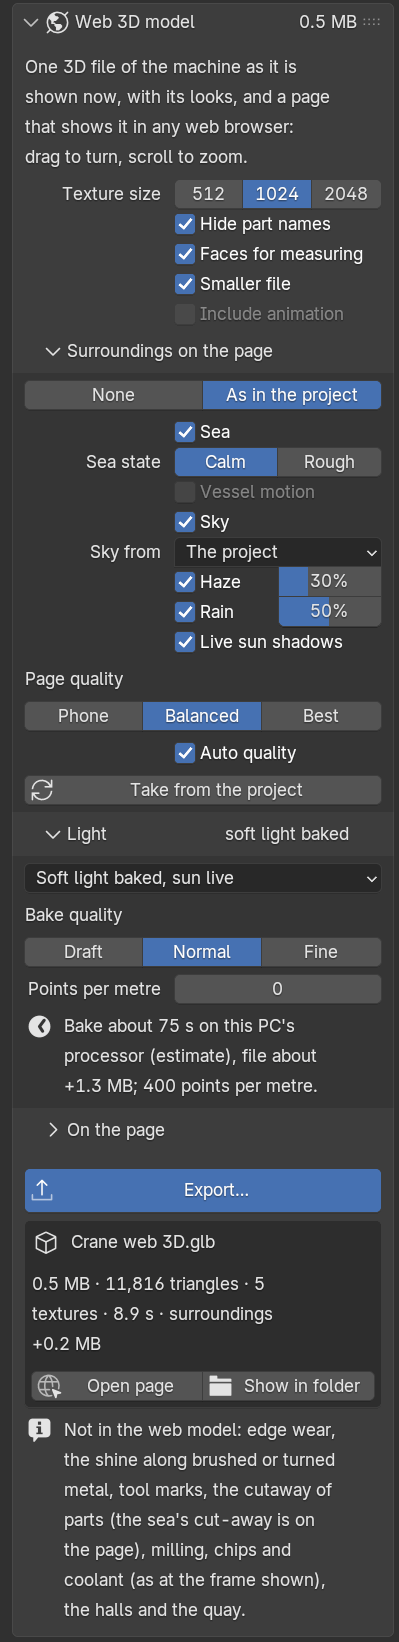 Web 3D model 0.5 MB
One 3D file of the machine as it is
shown now, with its looks, and a page
that shows it in any web browser:
drag to turn, scroll to zoom.
Texture size 512 1024 2048
Hide part names
Faces for measuring
Smaller file
Include animation
Surroundings on the page
None As in the project
Sea
Sea state Calm Rough
Vessel motion
Sky
Sky from The project
Haze 30%
Rain 50%
Live sun shadows
Page quality
Phone Balanced Best
Auto quality
Take from the project
Light soft light baked
Soft light baked, sun live
Bake quality
Draft Normal Fine
Points per metre 0
Bake about 75 s on this PC's
processor (estimate), file about
+1.3 MB; 400 points per metre.
On the page
Export...
Crane web 3D.glb
0.5 MB · 11,816 triangles · 5
textures · 8.9 s · surroundings
+0.2 MB
Open page Show in folder
Not in the web model: edge wear,
the shine along brushed or turned
metal, tool marks, the cutaway of
parts (the sea's cut-away is on
the page), milling, chips and
coolant (as at the frame shown),
the halls and the quay.